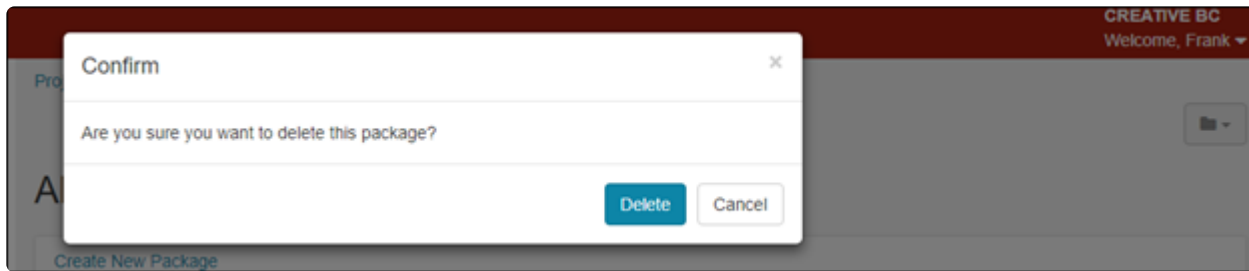 CREATIVE BC
Welcome, Frank
Confirm
×
Pro
Are you sure you want to delete this package?
Delete
Cancel
Create New Package